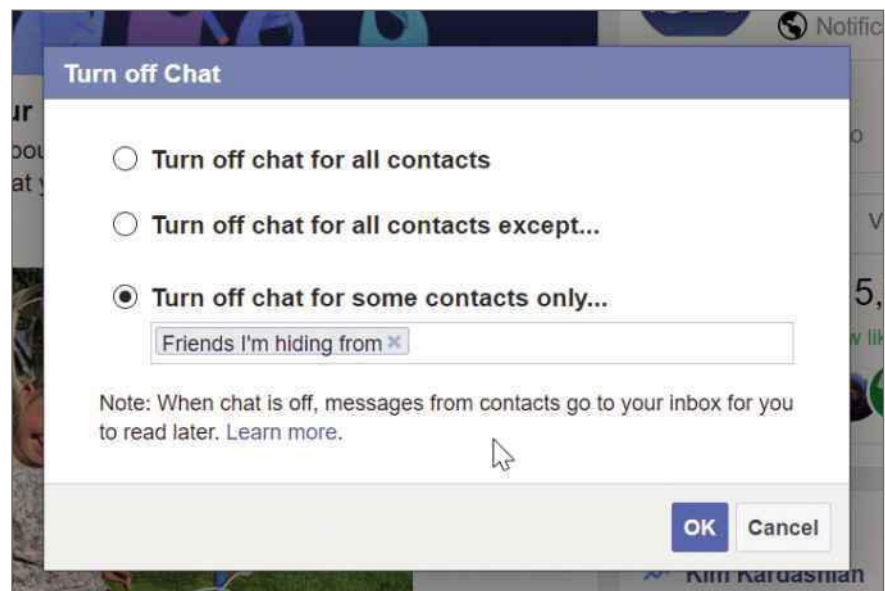 Notific
Turn off Chat
ur
bou
at y
Turn off chat for all contacts
Turn off chat for all contacts except...
V
Turn off chat for some contacts only...
5,
Friends I'm hiding from ×
w lik
Note: When chat is off, messages from contacts go to your inbox for you
to read later. Learn more.
OK Cancel
Kim Kardashian